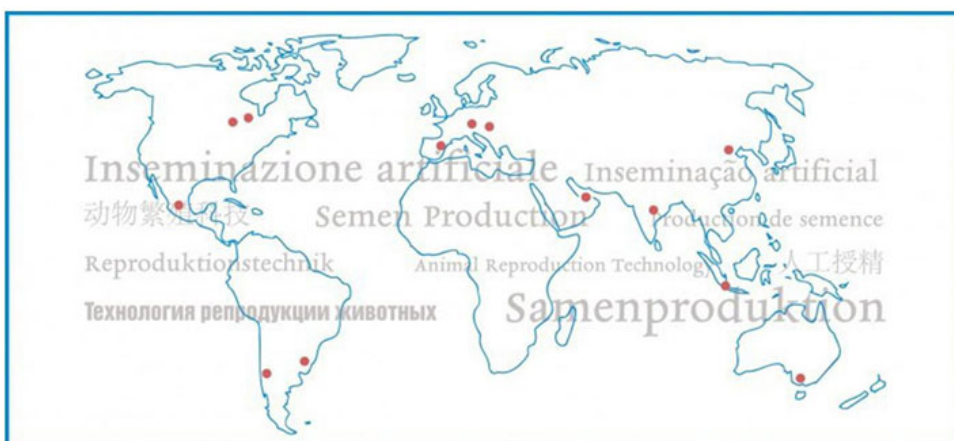 Inseminazione artificiale
Inseminação artificial
动物繁殖科技
Semen Production
Production de semence
Reproduktionstechnik
Animal Reproduction Technology
人工授精
Технология репродукции животных
Samenproduktion